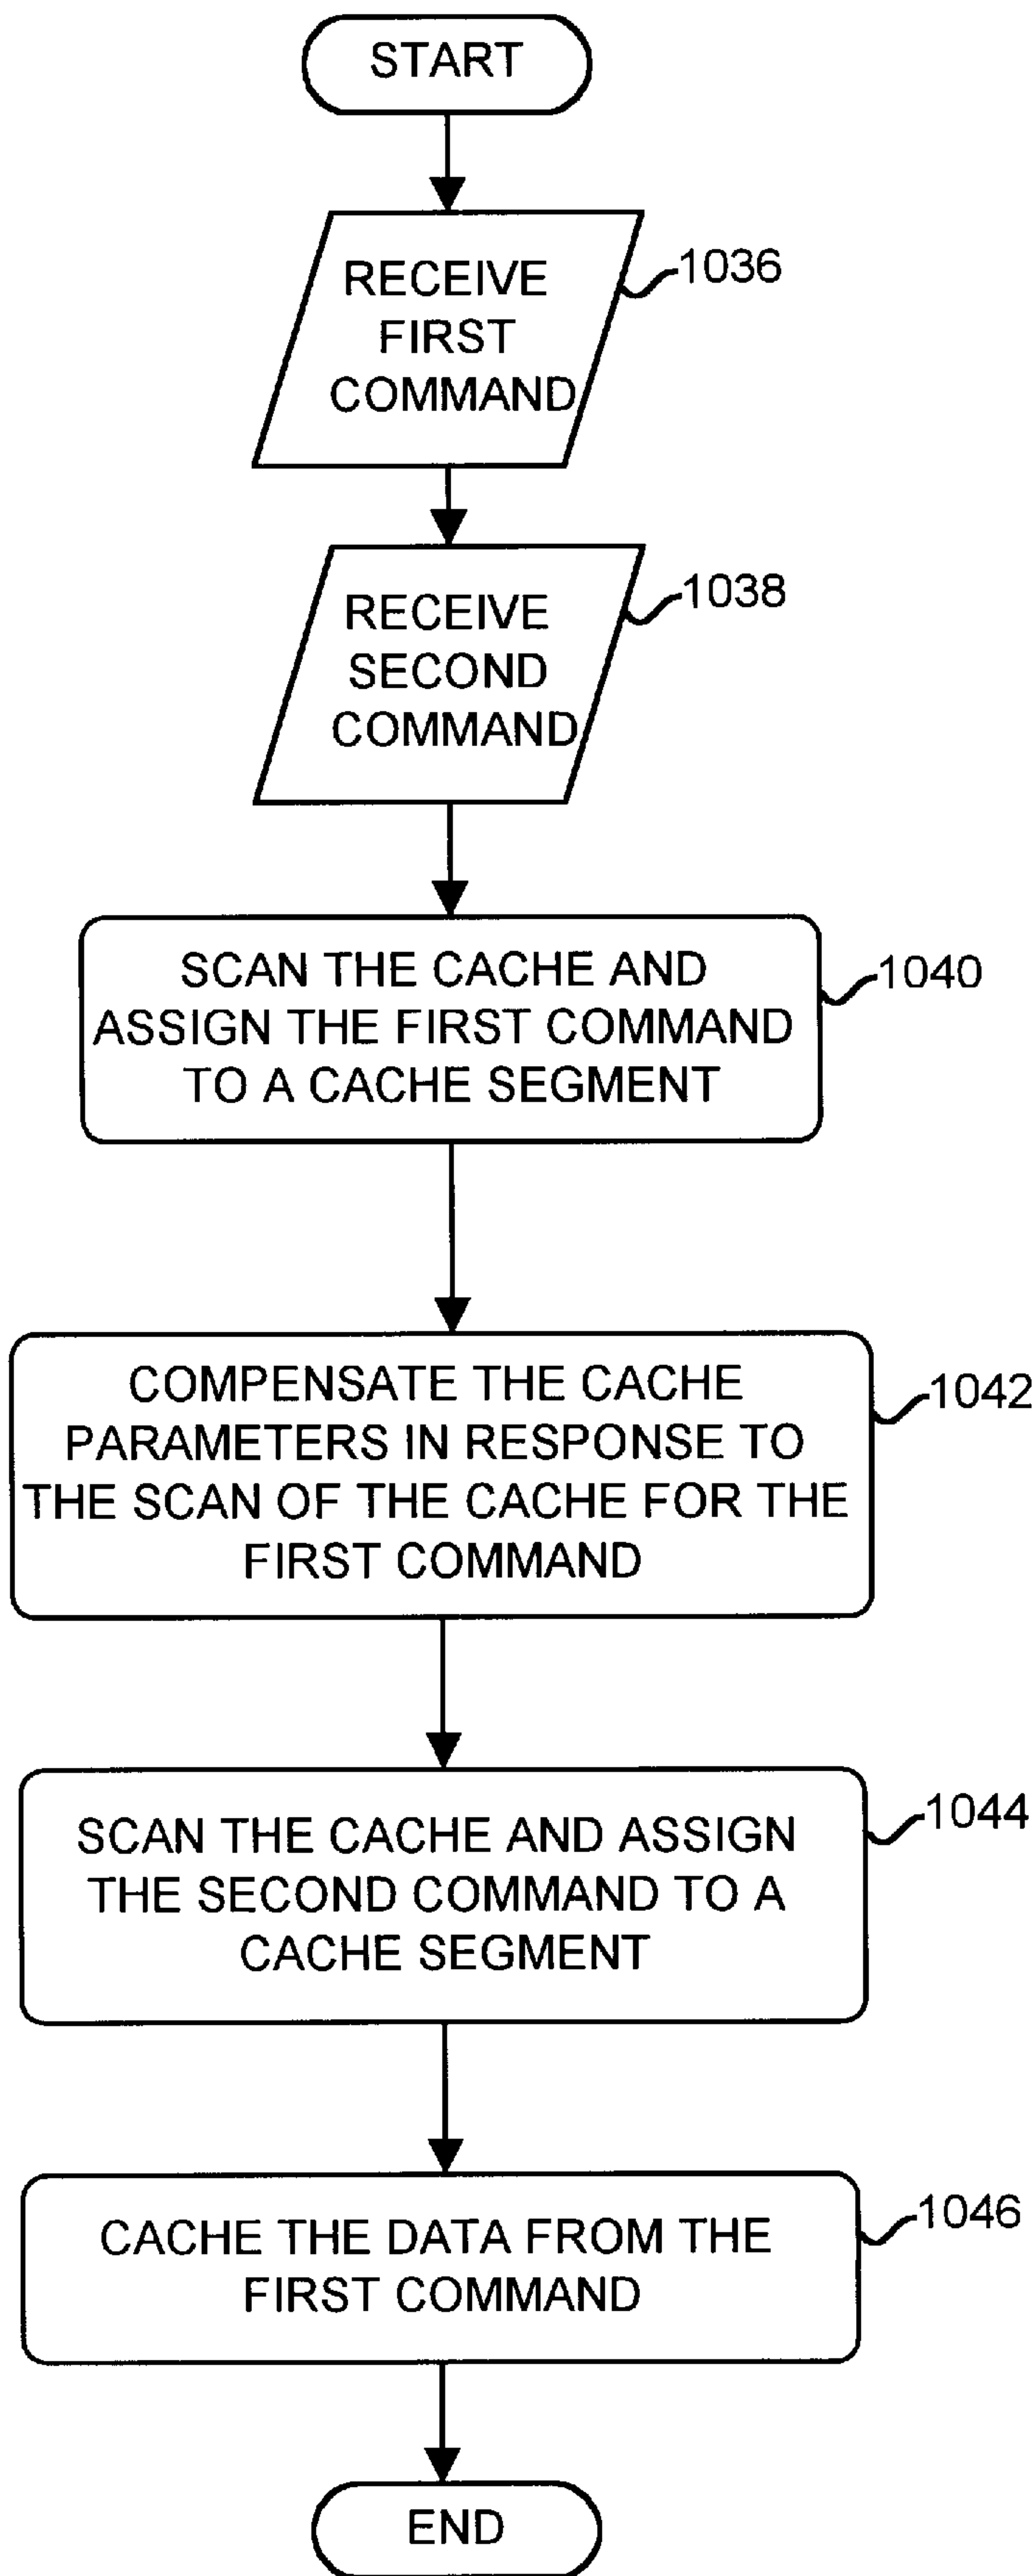 START
RECEIVE
FIRST
COMMAND
1036
RECEIVE
SECOND
COMMAND
1038
SCAN THE CACHE AND
ASSIGN THE FIRST COMMAND
TO A CACHE SEGMENT
1040
COMPENSATE THE CACHE
PARAMETERS IN RESPONSE TO
THE SCAN OF THE CACHE FOR THE
FIRST COMMAND
1042
SCAN THE CACHE AND ASSIGN
THE SECOND COMMAND TO A
CACHE SEGMENT
1044
CACHE THE DATA FROM THE
FIRST COMMAND
1046
END